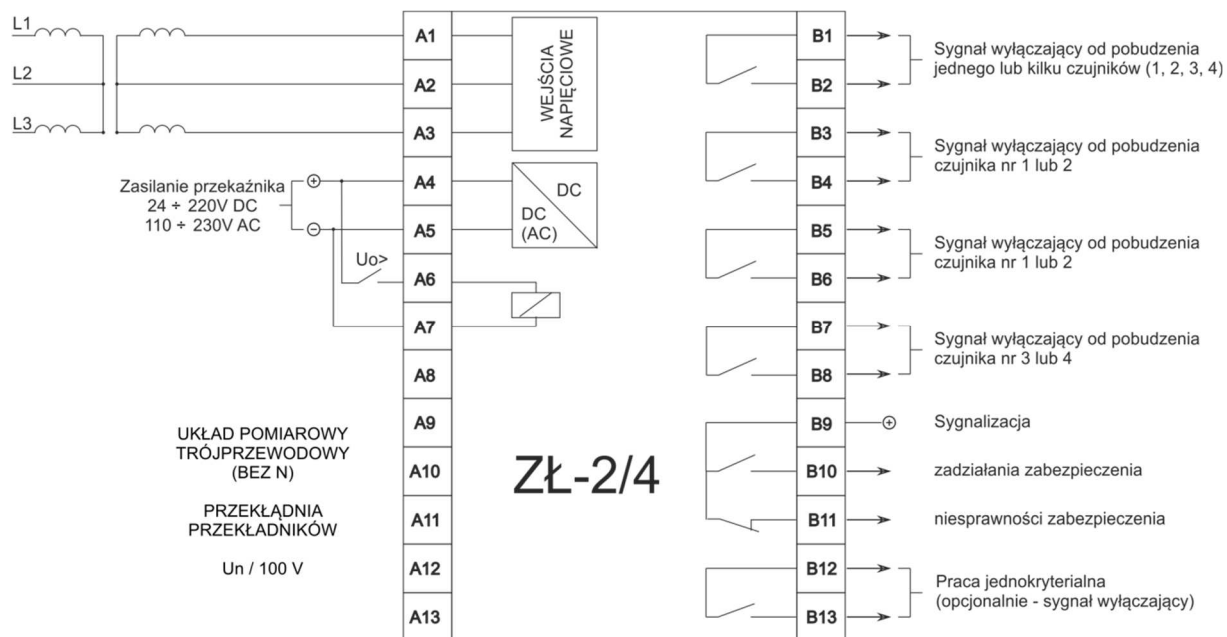 L1
L2
L3
Zasilanie przekaźnika
24 ÷ 220V DC
110 ÷ 230V AC
Uo>
UKŁAD POMIAROWY
TRÓJPRZEWODOWY
(BEZ N)
PRZEKŁĄDNIA
PRZEKŁADNIKÓW
Un / 100 V
A1
A2
A3
A4
A5
A6
A7
A8
A9
A10
A11
A12
A13
WEJŚCIA
NAPIĘCIOWE
DC
DC
(AC)
ZŁ-2/4
B1
B2
B3
B4
B5
B6
B7
B8
B9
B10
B11
B12
B13
Sygnał wyłączający od pobudzenia
jednego lub kilku czujników (1, 2, 3, 4)
Sygnał wyłączający od pobudzenia
czujnika nr 1 lub 2
Sygnał wyłączający od pobudzenia
czujnika nr 1 lub 2
Sygnał wyłączający od pobudzenia
czujnika nr 3 lub 4
Sygnalizacja
zadziałania zabezpieczenia
niesprawności zabezpieczenia
Praca jednokryterialna
(opcjonalnie - sygnał wyłączający)